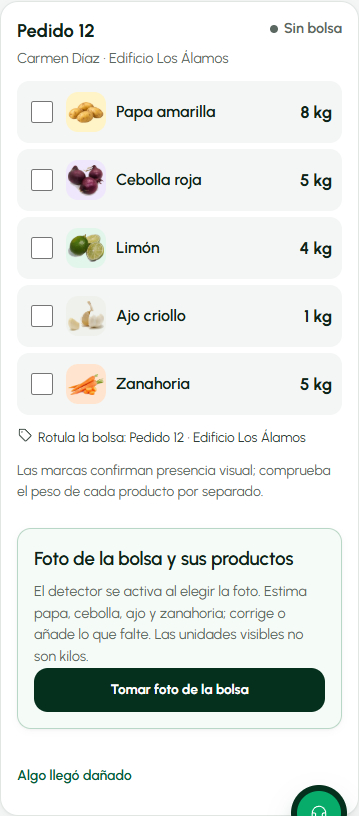 Pedido 12
Sin bolsa
Carmen Díaz · Edificio Los Álamos
Papa amarilla
8 kg
Cebolla roja
5 kg
Limón
4 kg
Ajo criollo
1 kg
Zanahoria
5 kg
Rotula la bolsa: Pedido 12 · Edificio Los Álamos
Las marcas confirman presencia visual; comprueba
el peso de cada producto por separado.
Foto de la bolsa y sus productos
El detector se activa al elegir la foto. Estima
papa, cebolla, ajo y zanahoria; corrige o
añade lo que falte. Las unidades visibles no
son kilos.
Tomar foto de la bolsa
Algo llegó dañado